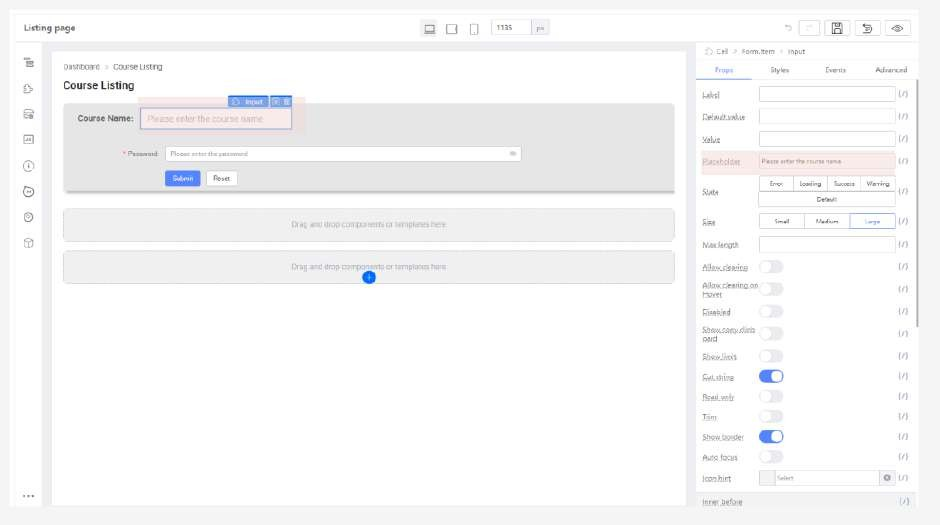 Listing page
1135 px
Dashboard > Course Listing
Course Listing
Input
Course Name: Please enter the course name
* Password: Please enter the password
Submit Reset
Drag and drop components or templates here
Drag and drop components or templates here
Cell > Form.Item > Input
Props Styles Events Advanced
Label {/}
Default value {/}
Value {/}
Placeholder Please enter the course name {/}
Error Loading Success Warning
State {/}
Default
Size Small Medium Large {/}
Max length {/}
Allow clearing {/}
Allow clearing on {/}
Hover
Disabled {/}
Show {/}
Show limit {/}
Cut string {/}
Read only {/}
Trim {/}
Show border {/}
Auto focus {/}
Icon hint Select {/}
Inner before {/}